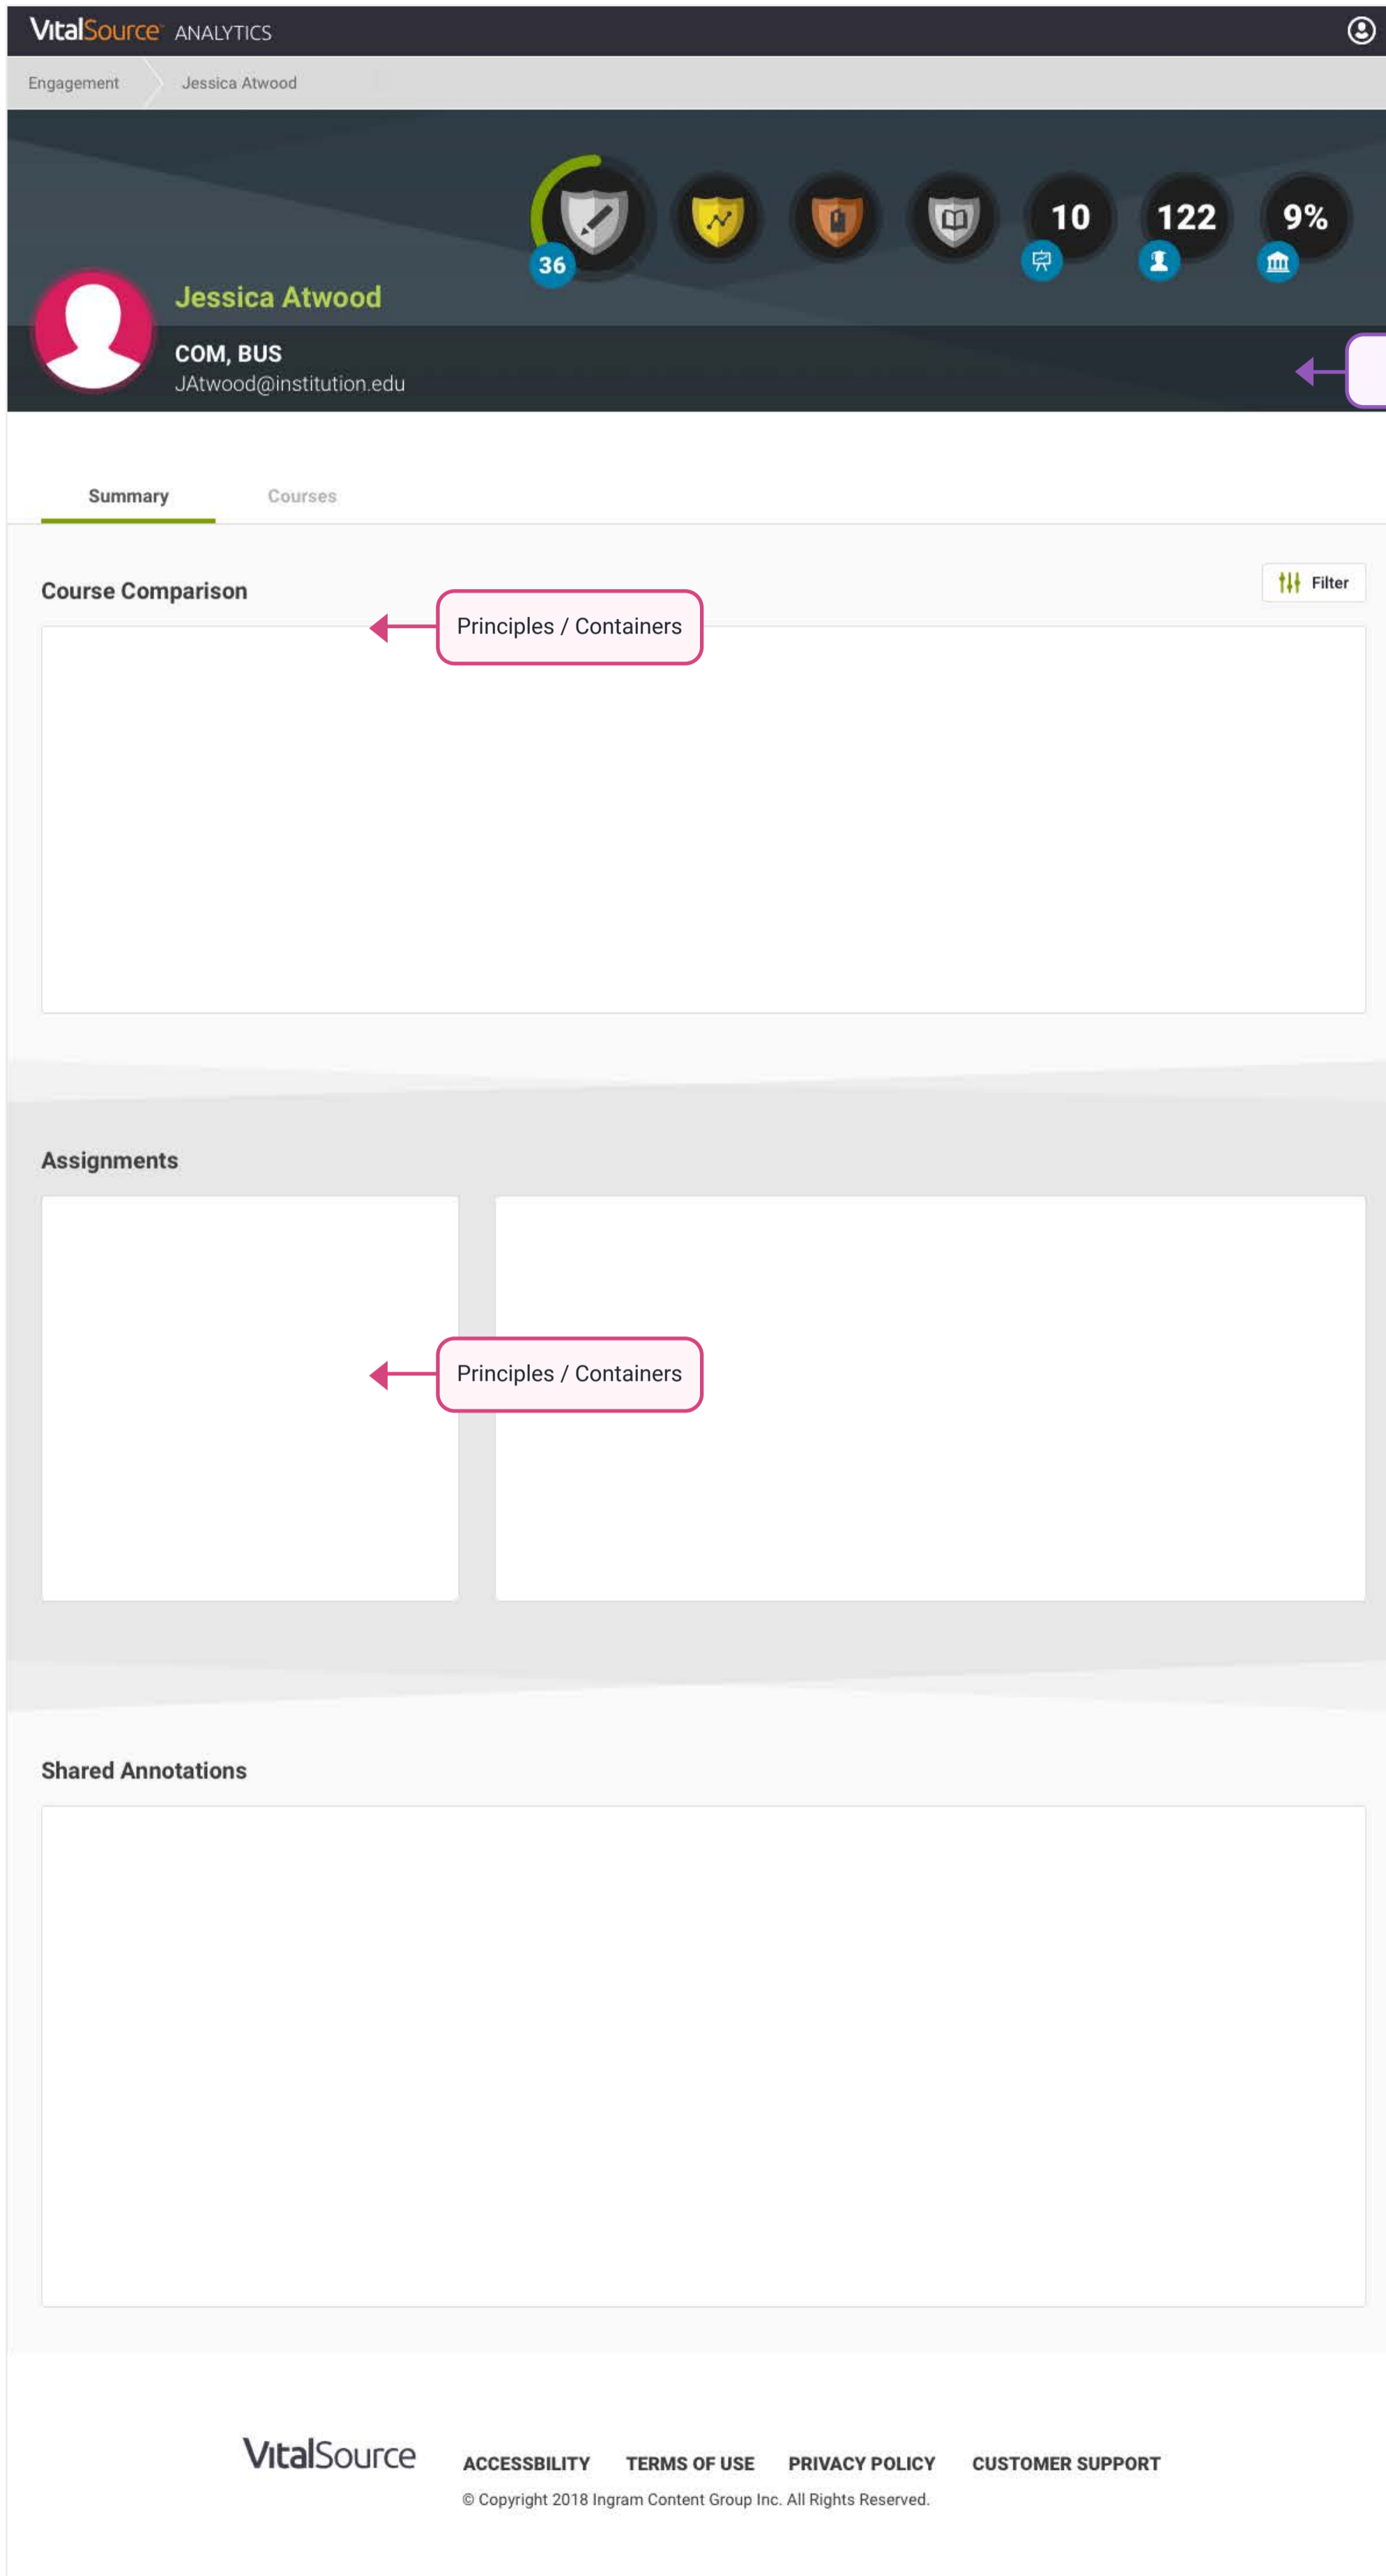 VitalSource™ ANALYTICS
Engagement
Jessica Atwood
36
10
122
9%
Jessica Atwood
COM, BUS
JAtwood@institution.edu
Summary
Courses
Course Comparison
Filter
Principles / Containers
Assignments
Principles / Containers
Shared Annotations
VitalSource
ACCESSBILITY
TERMS OF USE
PRIVACY POLICY
CUSTOMER SUPPORT
© Copyright 2018 Ingram Content Group Inc. All Rights Reserved.